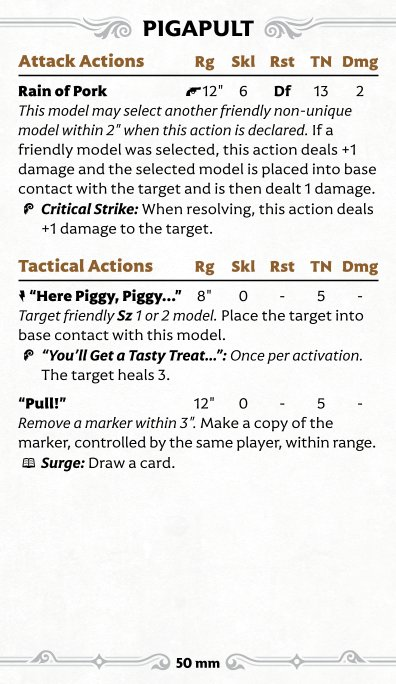 PIGAPULT
Attack Actions Rg Skl Rst TN Dmg
Rain of Pork 12" 6 Df 13 2
This model may select another friendly non-unique
model within 2" when this action is declared. If a
friendly model was selected, this action deals +1
damage and the selected model is placed into base
contact with the target and is then dealt 1 damage.
Critical Strike: When resolving, this action deals
+1 damage to the target.
Tactical Actions Rg Skl Rst TN Dmg
“Here Piggy, Piggy...” 8" 0 - 5 -
Target friendly Sz 1 or 2 model. Place the target into
base contact with this model.
“You’ll Get a Tasty Treat...”: Once per activation.
The target heals 3.
“Pull!” 12" 0 - 5 -
Remove a marker within 3". Make a copy of the
marker, controlled by the same player, within range.
Surge: Draw a card.
50 mm